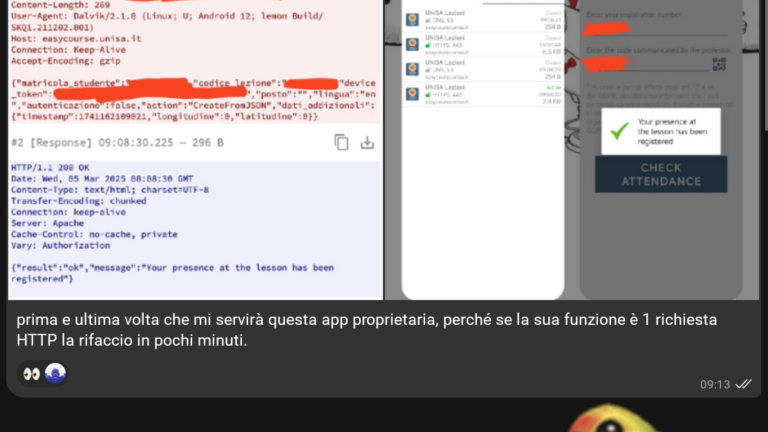 Content-Length: 269
User-Agent: Dalvik/2.1.0 (Linux; U; Android 12; lemon Build/
SKQ1.211202.001)
Host: easycourse.unisa.it
Connection: Keep-Alive
Accept-Encoding: gzip
{"matricola_studente":" "codice_lezione":" "device
_token":" ","posto":"","lingua":"en
","autenticazione":false,"action":"CreateFromJSON","dati_addizionali":
{"timestamp":1741162109821,"longitudine":0,"latitudine":0}}
#2 [Response] 09:08:30.225 — 296 B
HTTP/1.1 200 OK
Date: Wed, 05 Mar 2025 08:08:30 GMT
Content-Type: text/html; charset=UTF-8
Transfer-Encoding: chunked
Connection: keep-alive
Server: Apache
Cache-Control: no-cache, private
Vary: Authorization
{"result":"ok","message":"Your presence at the lesson has been
registered"}
UNISA Lezioni
UNISA Lezioni
UNISA Lezioni
UNISA Lezioni
Enter your registration number
Enter the code communicated by the professor
Your presence at
the lesson has been
registered
CHECK
ATTENDANCE
prima e ultima volta che mi servirà questa app proprietaria, perché se la sua funzione è 1 richiesta
HTTP la rifaccio in pochi minuti.
09:13